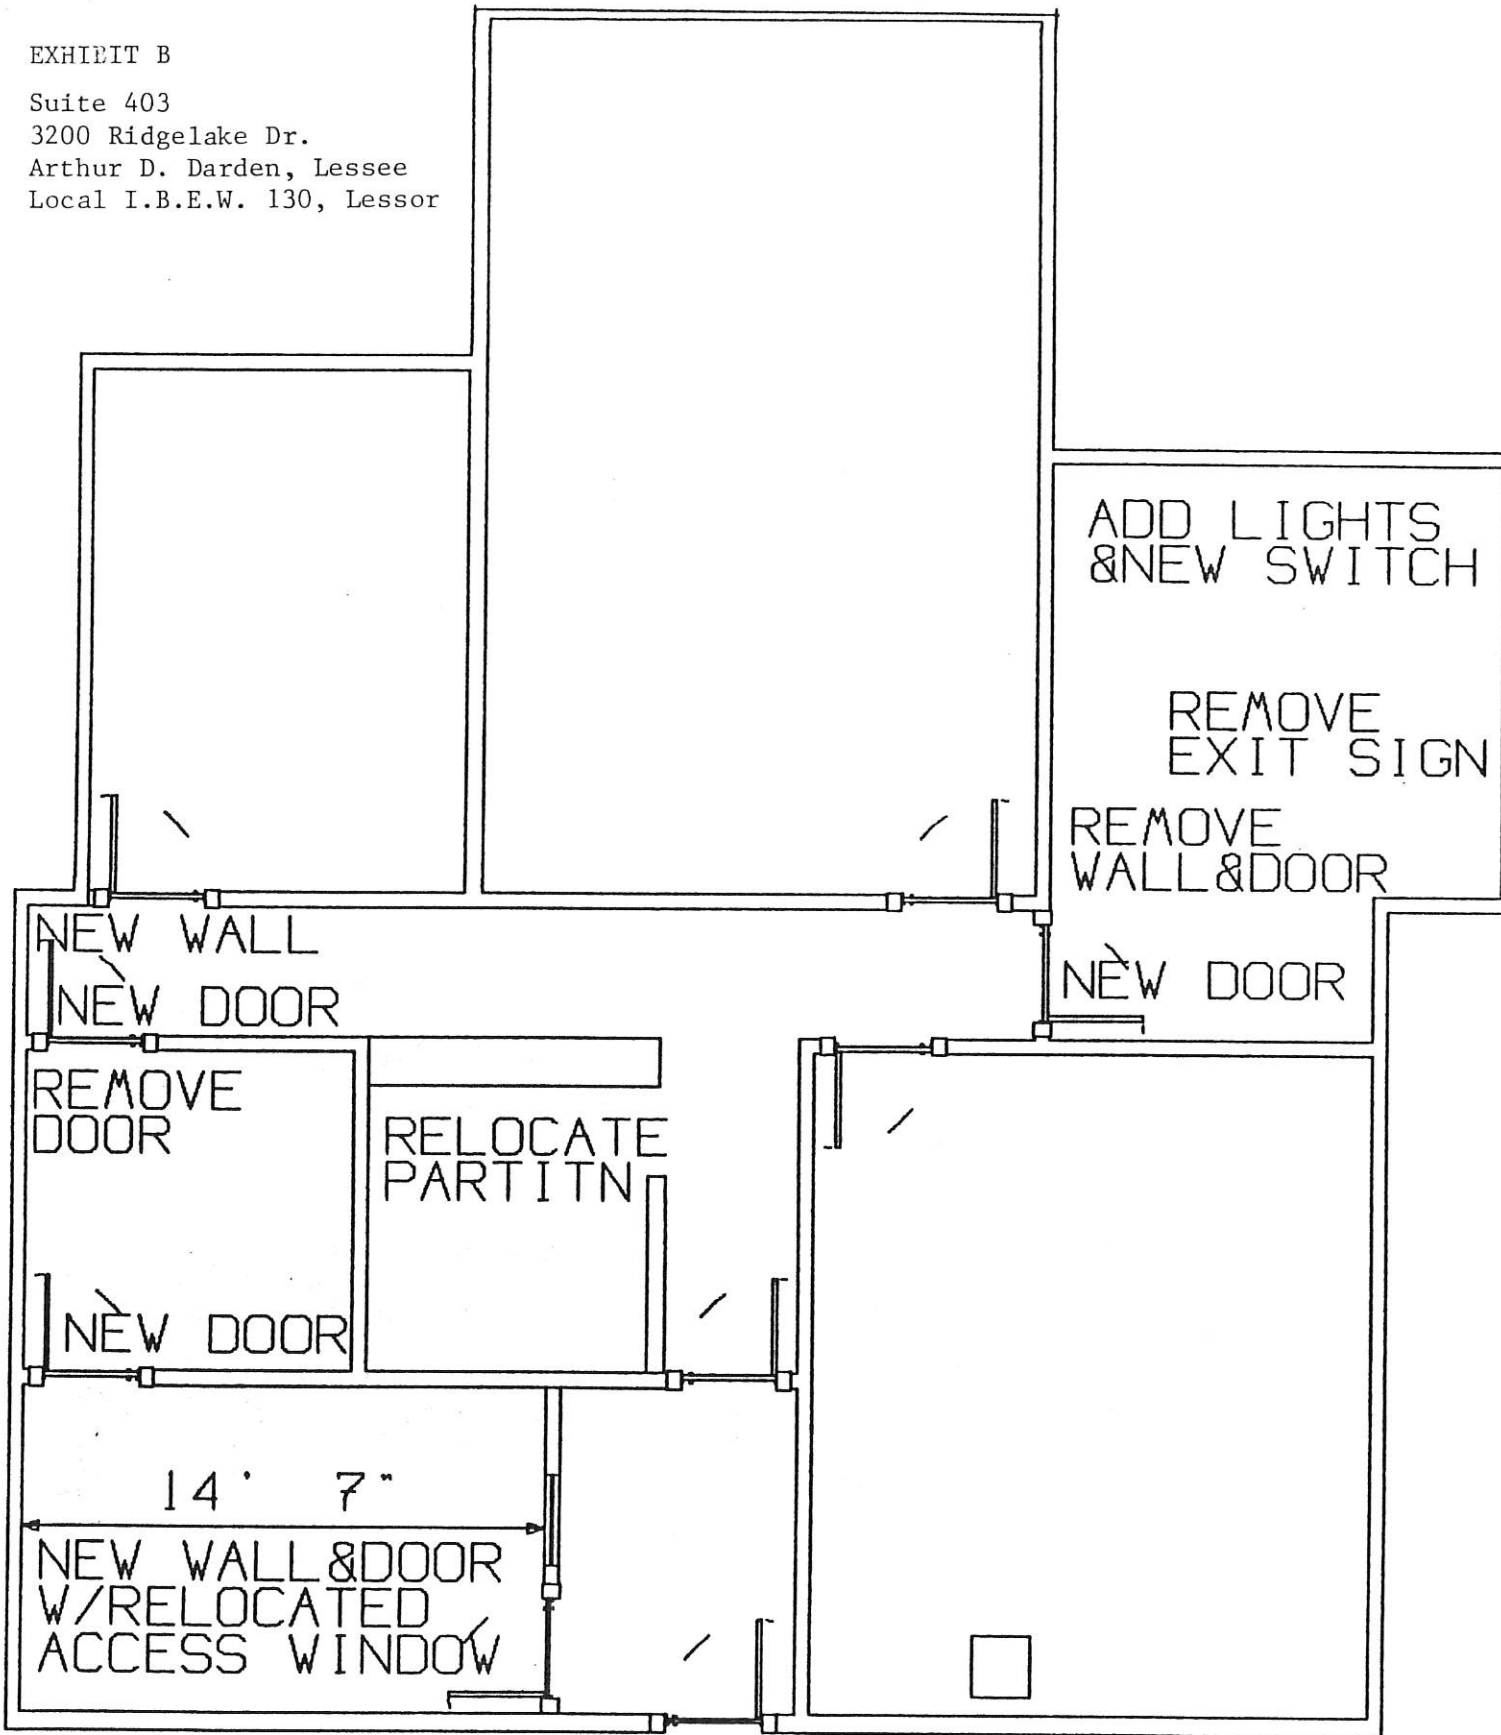 EXHIBIT B
Suite 403
3200 Ridgelake Dr.
Arthur D. Darden, Lessee
Local I.B.E.W. 130, Lessor
ADD LIGHTS
&NEW SWITCH
REMOVE
EXIT SIGN
REMOVE
WALL&DOOR
NEW WALL
NEW DOOR
NEW DOOR
REMOVE
DOOR
RELOCATE
PARTITN
NEW DOOR
14' 7"
NEW WALL&DOOR
W/RELOCATED
ACCESS WINDOW